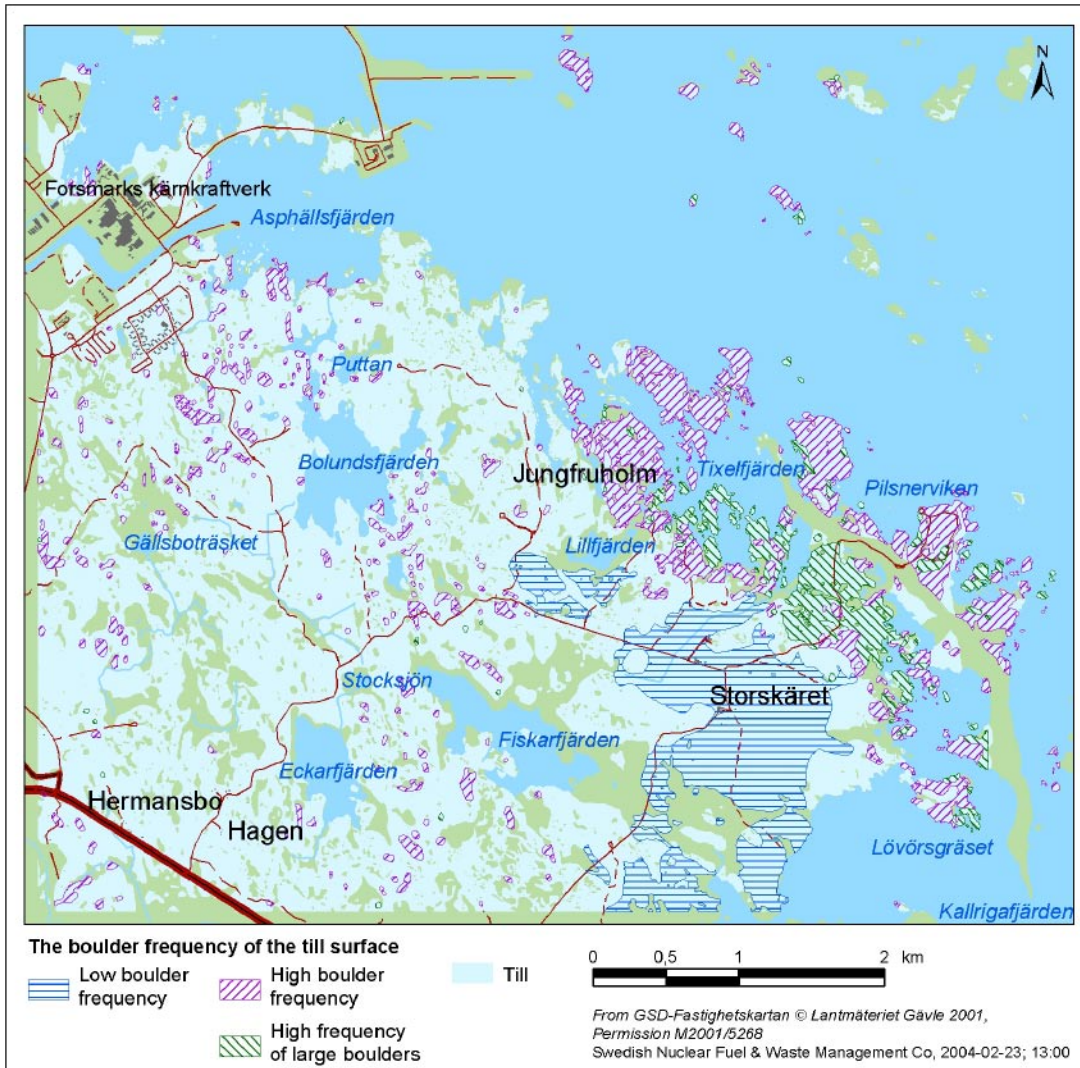 N
Forsmarks kärnkraftverk
Asphällsfjärden
Puttan
Bolundsfjärden
Jungfruholm
Tixelfjärden
Pilsnerviken
Gällsboträsket
Lillfjärden
Stocksjön
Storskäret
Fiskarfjärden
Eckarfjärden
Hermansbo
Hagen
Lövörsgräset
Kallrigafjärden
The boulder frequency of the till surface
Low boulder
frequency
High boulder
frequency
Till
High frequency
of large boulders
0 0,5 1 2 km
From GSD-Fastighetskartan © Lantmäteriet Gävle 2001,
Permission M2001/5268
Swedish Nuclear Fuel & Waste Management Co, 2004-02-23; 13:00